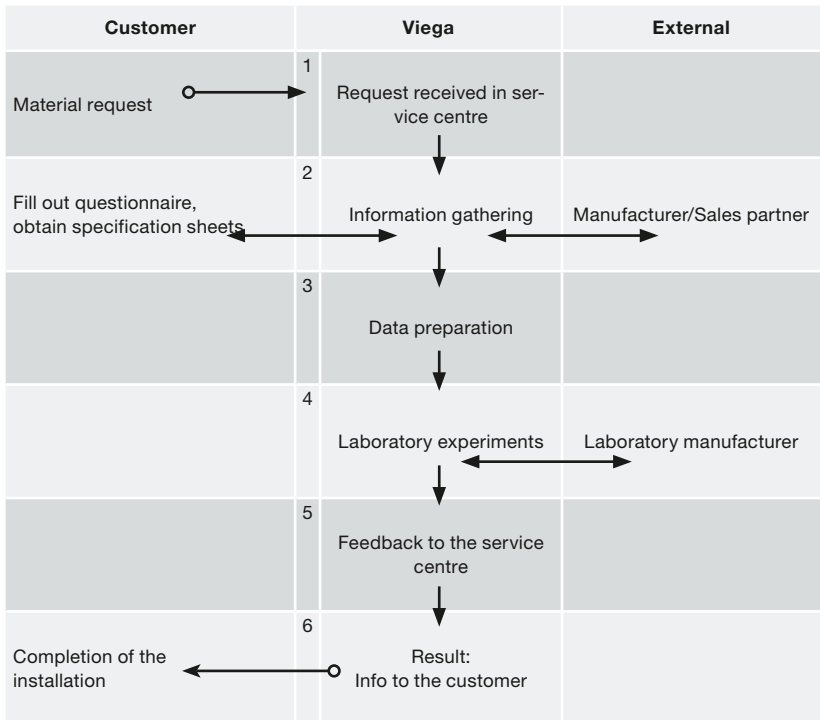 Customer
Viega
External
1
Material request
Request received in ser-
vice centre
2
Fill out questionnaire,
obtain specification sheets
Information gathering
Manufacturer/Sales partner
3
Data preparation
4
Laboratory experiments
Laboratory manufacturer
5
Feedback to the service
centre
6
Completion of the
installation
Result:
Info to the customer